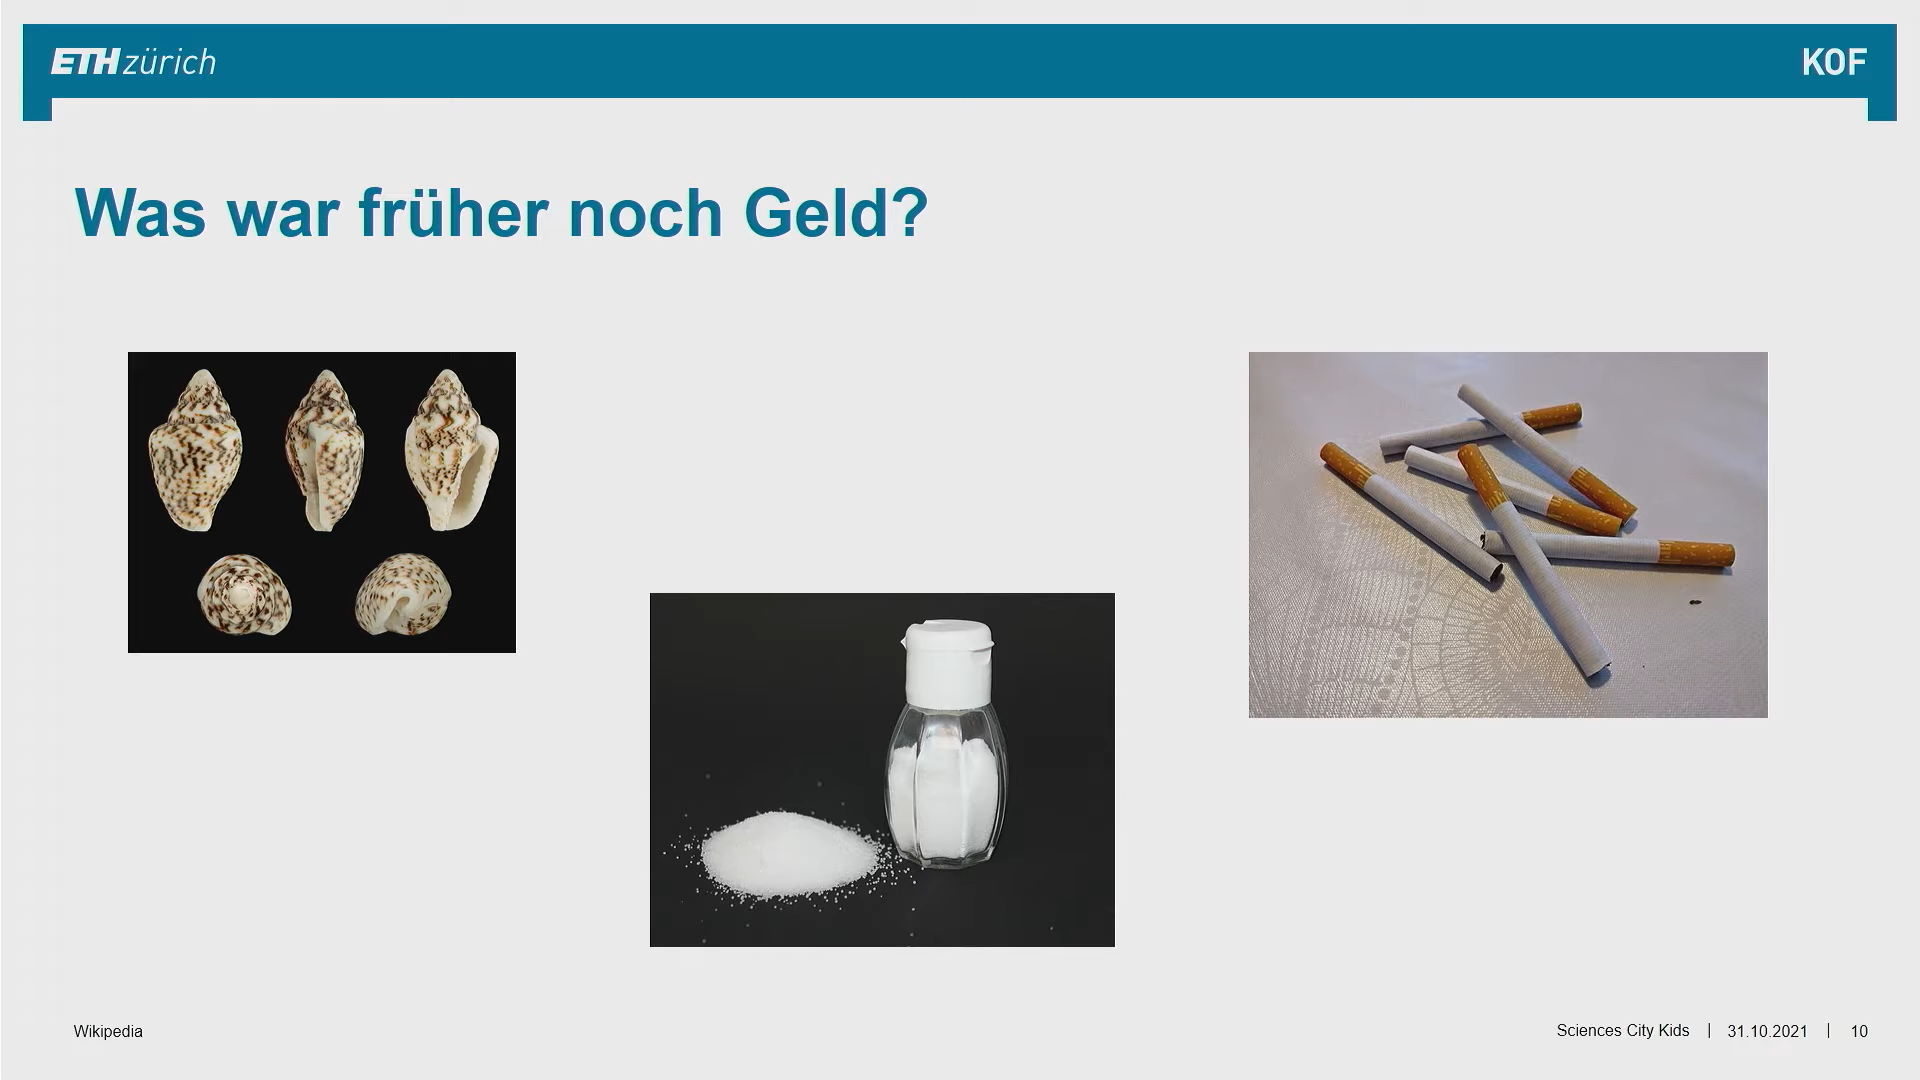 ETH zürich
KOF
Was war früher noch Geld?
Wikipedia
Sciences City Kids | 31.10.2021 | 10